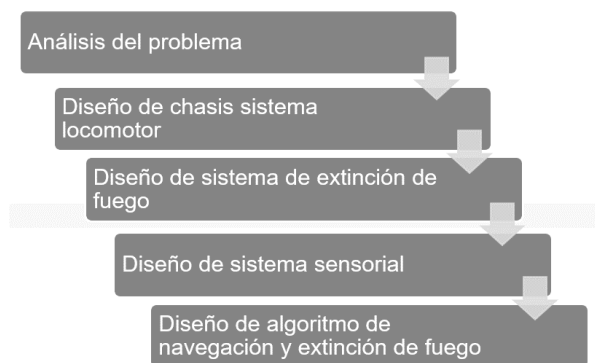 Análisis del problema
Diseño de chasis sistema
locomotor
Diseño de sistema de extinción de
fuego
Diseño de sistema sensorial
Diseño de algoritmo de
navegación y extinción de fuego